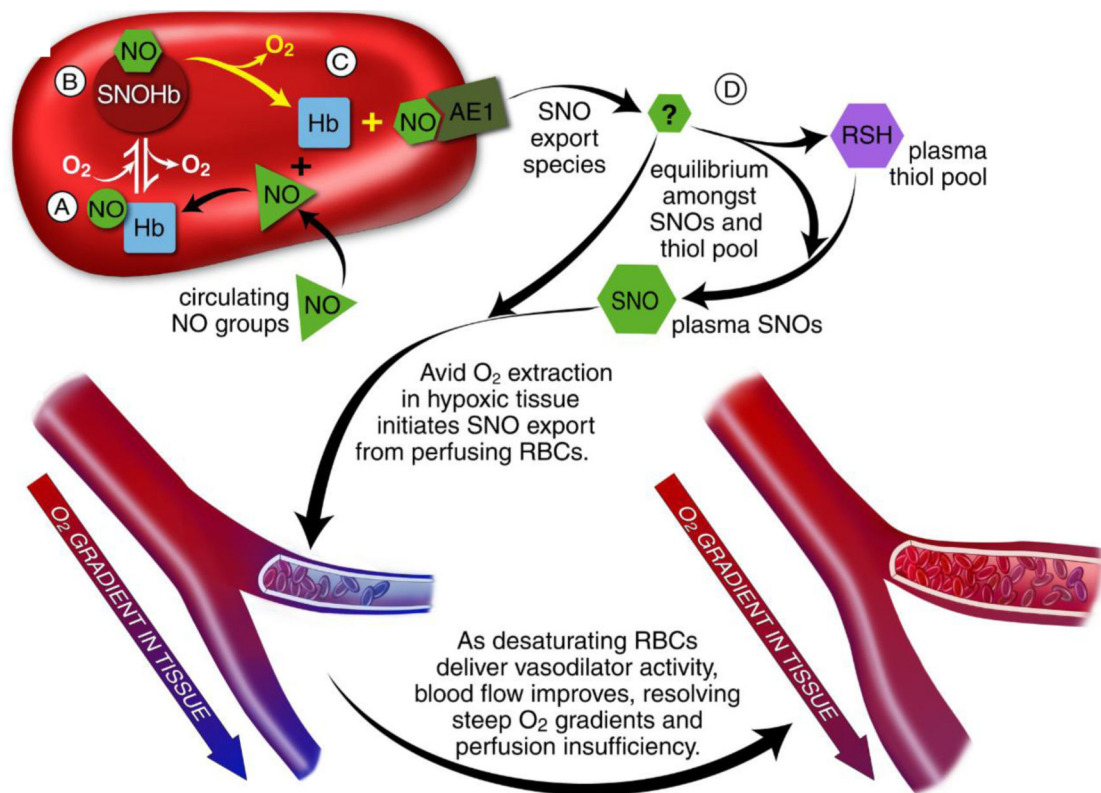 NO
SNOHb
B
O₂
C
Hb
+
NO
AE1
SNO
export
species
?
D
RSH
plasma
thiol pool
equilibrium
amongst
SNOs and
thiol pool
O₂
O₂
A
NO
Hb
+
NO
circulating
NO groups
NO
SNO
plasma SNOs
Avid O₂ extraction
in hypoxic tissue
initiates SNO export
from perfusing RBCs.
O₂ GRADIENT IN TISSUE
O₂ GRADIENT IN TISSUE
As desaturating RBCs
deliver vasodilator activity,
blood flow improves, resolving
steep O₂ gradients and
perfusion insufficiency.